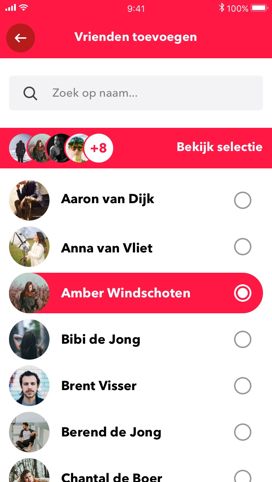 9:41
100%
Vrienden toevoegen
Zoek op naam...
+8
Bekijk selectie
Aaron van Dijk
Anna van Vliet
Amber Windschoten
Bibi de Jong
Brent Visser
Berend de Jong
Chantal de Boer